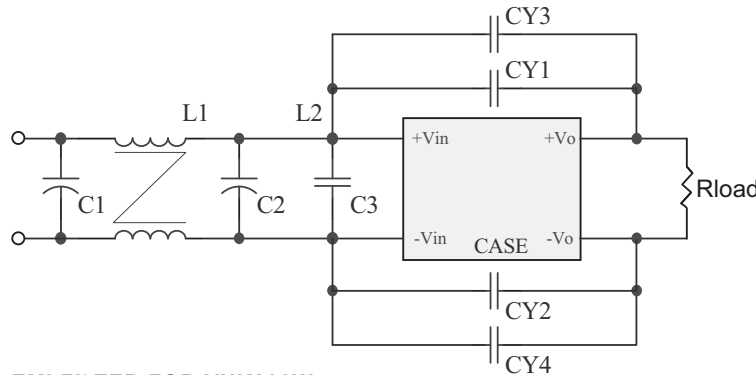 CY3
CY1
L1
L2
+Vin
+Vo
C1
C2
C3
Rload
-Vin
CASE
-Vo
CY2
CY4